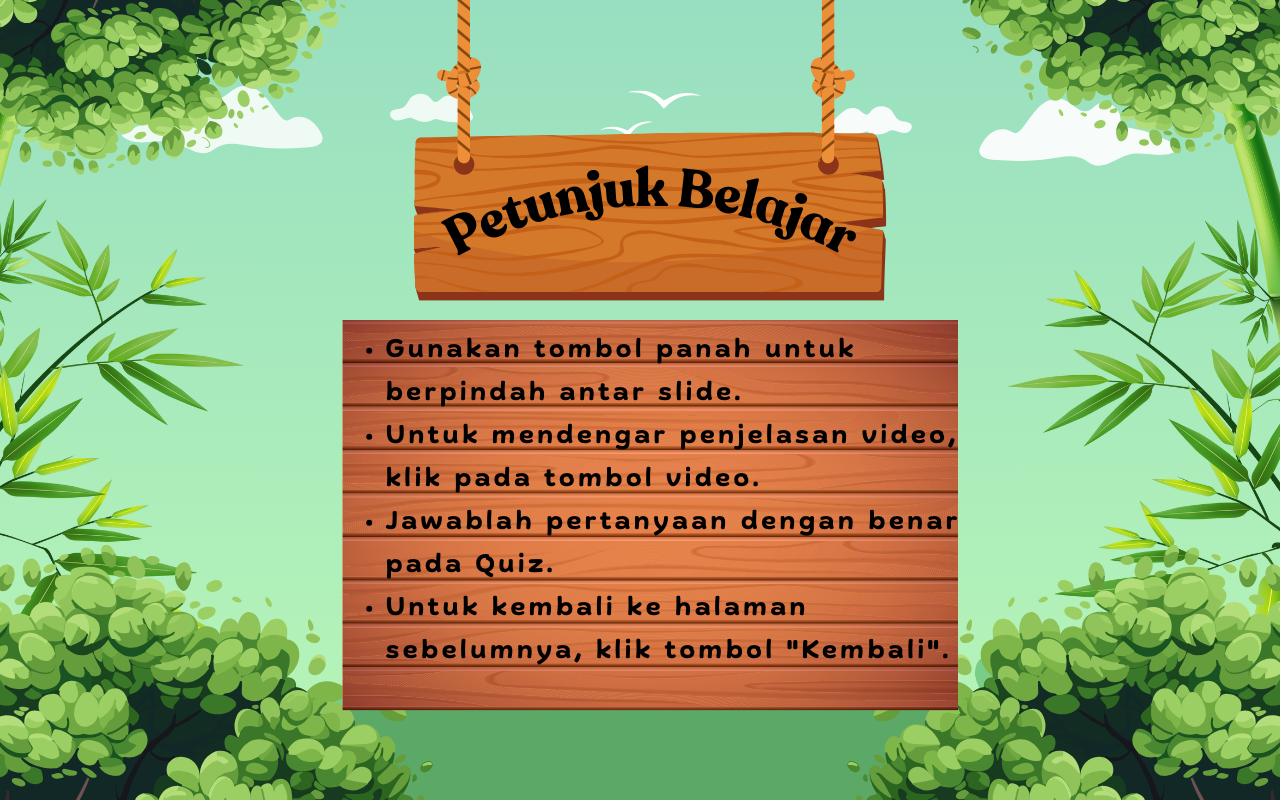 Petunjuk Belajar
• Gunakan tombol panah untuk
berpindah antar slide.
• Untuk mendengar penjelasan video,
klik pada tombol video.
• Jawablah pertanyaan dengan benar
pada Quiz.
• Untuk kembali ke halaman
sebelumnya, klik tombol "Kembali".